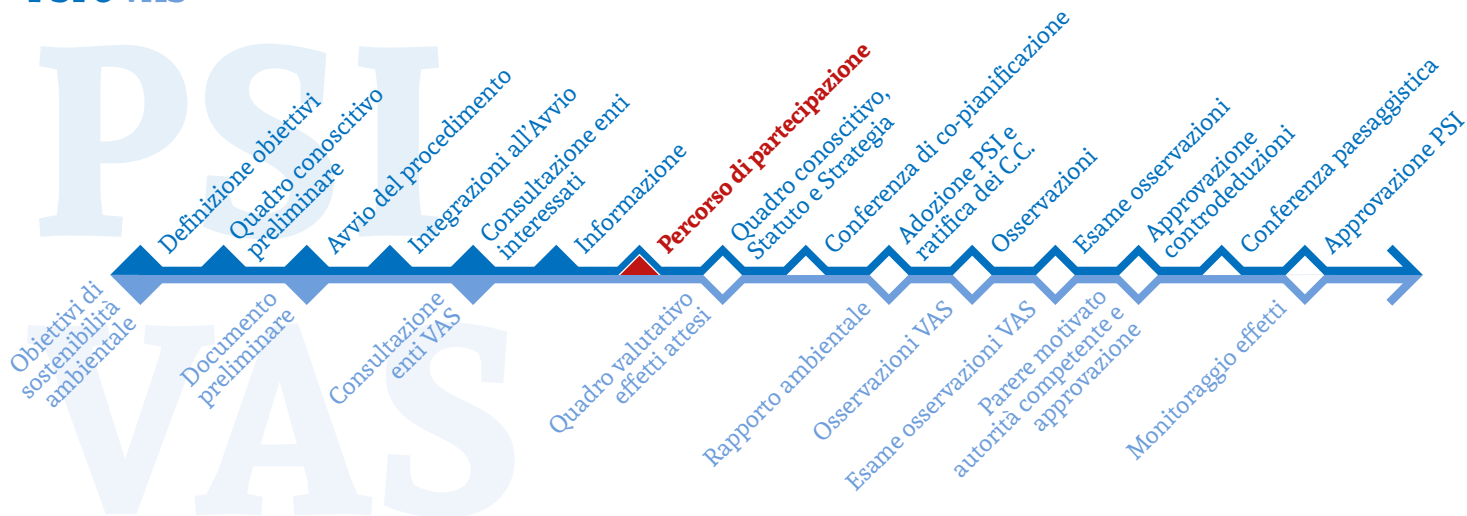 PSI
VAS
Definizione obiettivi
Quadro conoscitivo
preliminare
Avvio del procedimento
Integrazioni all'Avvio
Consultazione enti
interessati
Informazione
Percorso di partecipazione
Quadro conoscitivo,
Statuto e Strategia
Conferenza di co-pianificazione
Adozione PSI e
ratifica dei C.C.
Osservazioni
Esame osservazioni
Approvazione
controdeduzioni
Conferenza paesaggistica
Approvazione PSI
Obiettivi di
sostenibilità
ambientale
Documento
preliminare
Consultazione
enti VAS
Quadro valutativo
effetti attesi
Rapporto ambientale
Osservazioni VAS
Esame osservazioni VAS
Parere motivato
autorità competente e
approvazione
Monitoraggio effetti